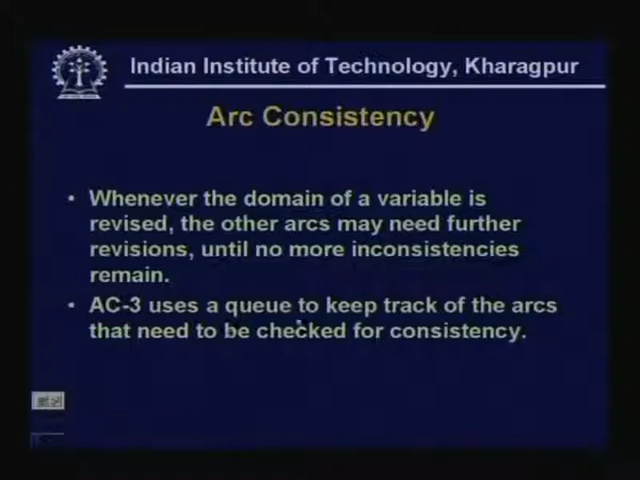 Indian Institute of Technology, Kharagpur
Arc Consistency
• Whenever the domain of a variable is
revised, the other arcs may need further
revisions, until no more inconsistencies
remain.
• AC-3 uses a queue to keep track of the arcs
that need to be checked for consistency.